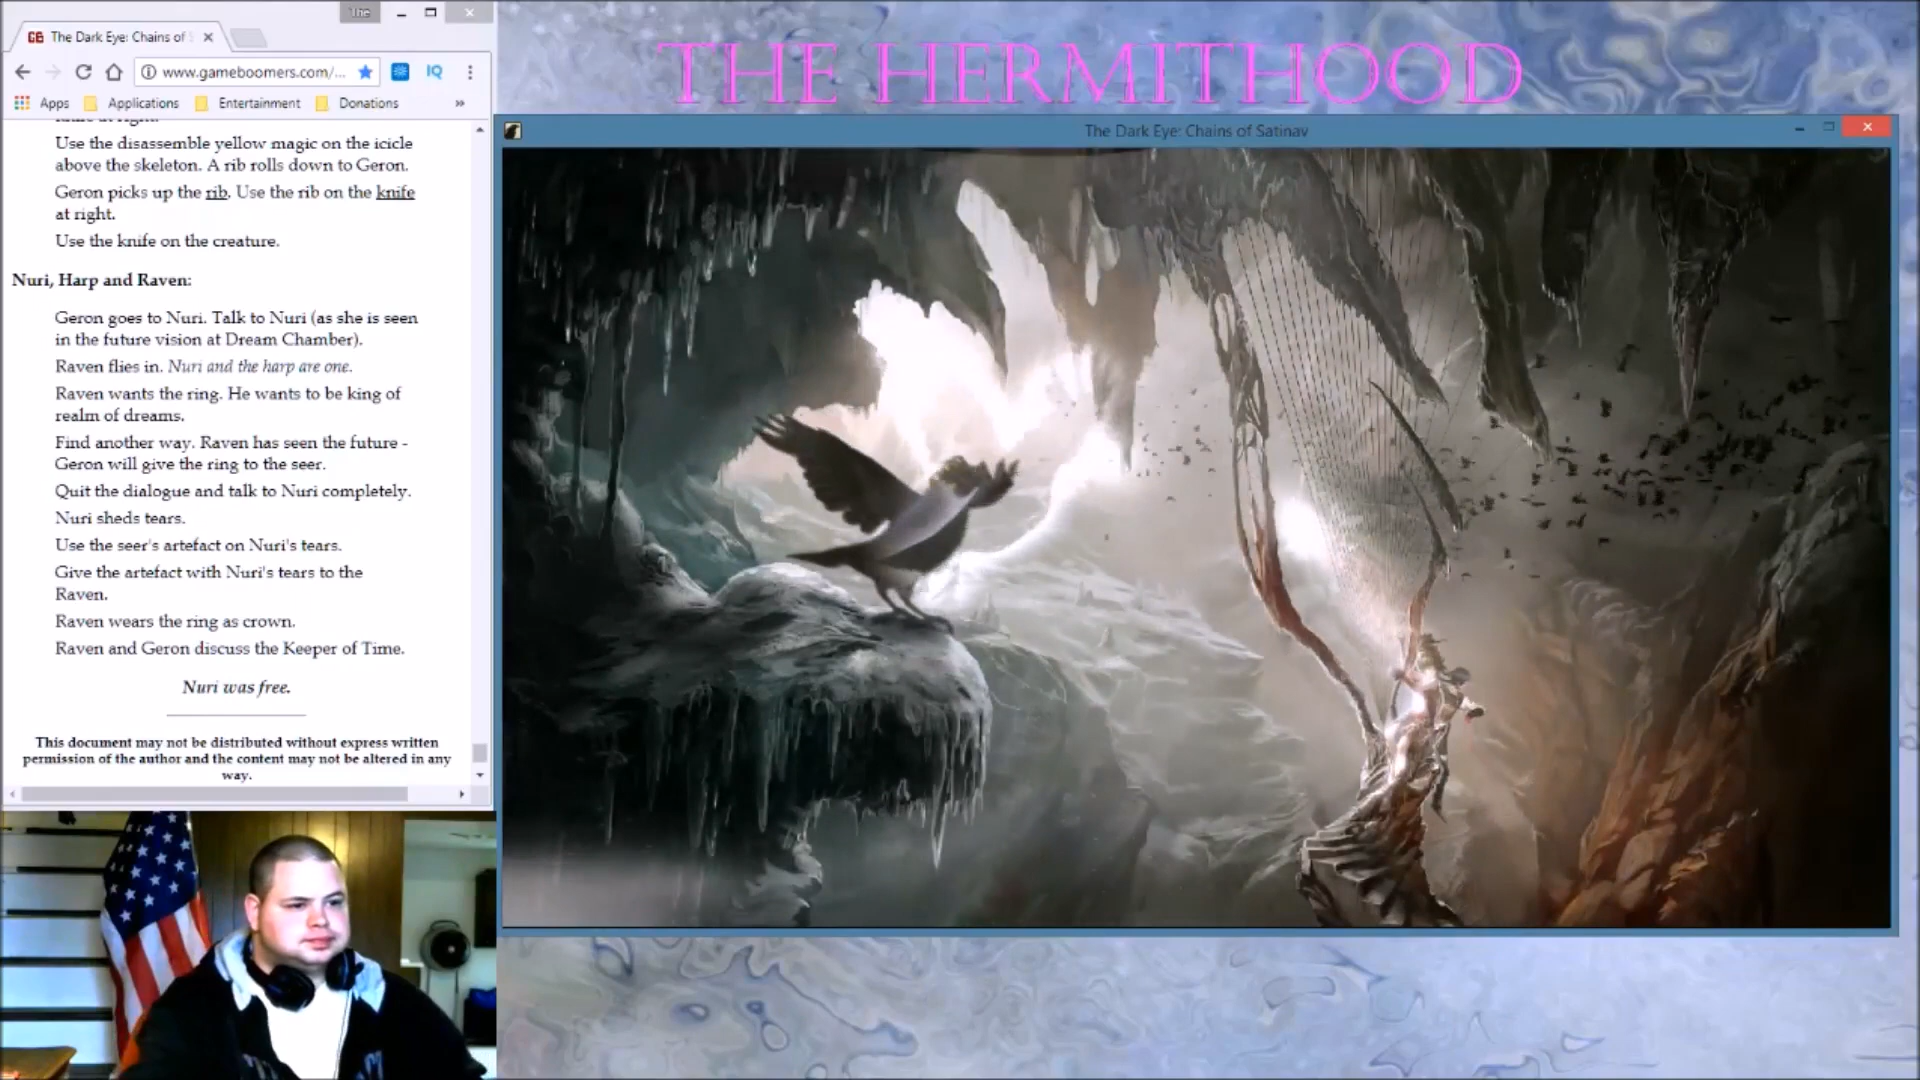 The
The Dark Eye: Chains of S
www.gameboomers.com/...
IQ
Apps
Applications
Entertainment
Donations
»
Use the disassemble yellow magic on the icicle
above the skeleton. A rib rolls down to Geron.
Geron picks up the rib. Use the rib on the knife
at right.
Use the knife on the creature.
Nuri, Harp and Raven:
Geron goes to Nuri. Talk to Nuri (as she is seen
in the future vision at Dream Chamber).
Raven flies in. Nuri and the harp are one.
Raven wants the ring. He wants to be king of
realm of dreams.
Find another way. Raven has seen the future -
Geron will give the ring to the seer.
Quit the dialogue and talk to Nuri completely.
Nuri sheds tears.
Use the seer's artefact on Nuri's tears.
Give the artefact with Nuri's tears to the
Raven.
Raven wears the ring as crown.
Raven and Geron discuss the Keeper of Time.
Nuri was free.
This document may not be distributed without express written
permission of the author and the content may not be altered in any
way.
THE HERMITHOOD
The Dark Eye: Chains of Satinav